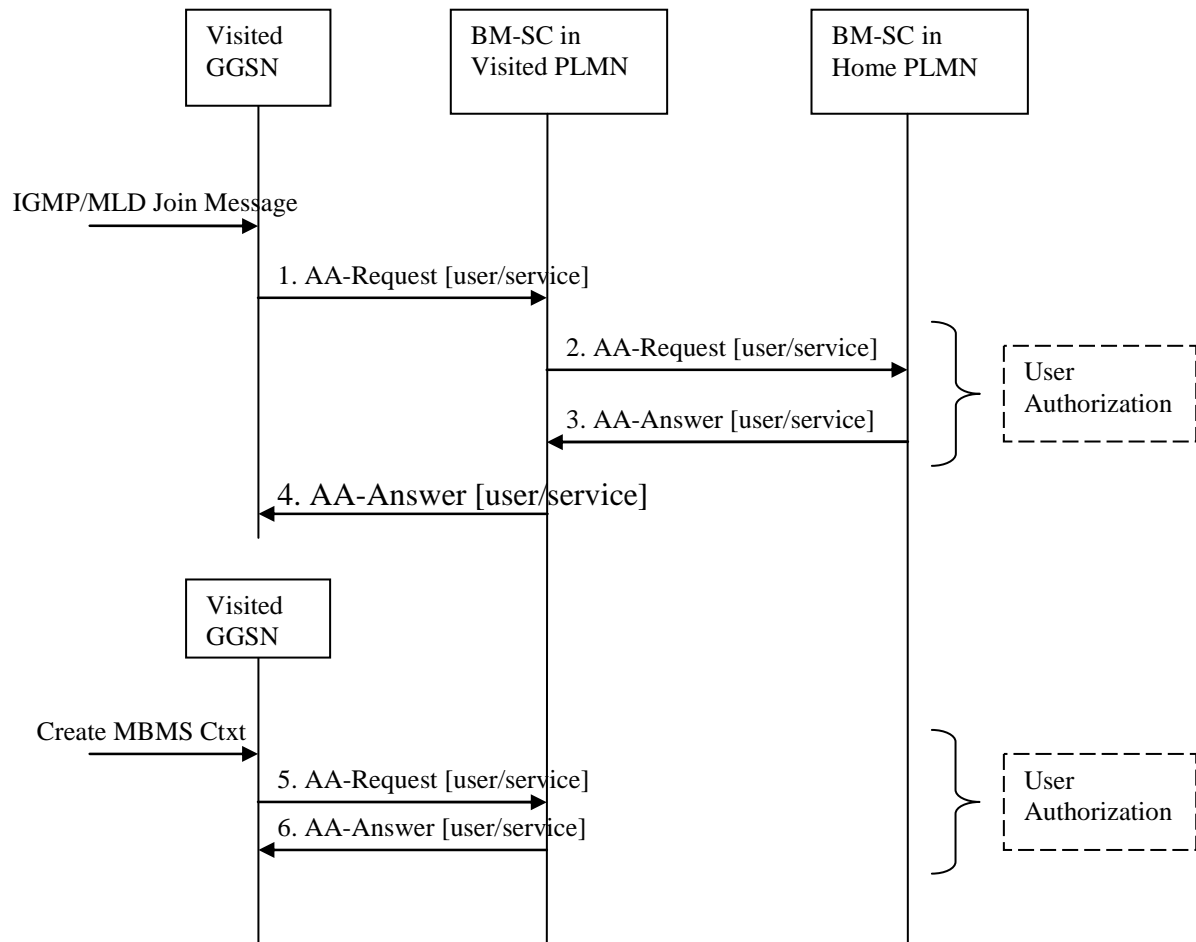 Visited
GGSN
BM-SC in
Visited PLMN
BM-SC in
Home PLMN
IGMP/MLD Join Message
1. AA-Request [user/service]
2. AA-Request [user/service]
3. AA-Answer [user/service]
User
Authorization
4. AA-Answer [user/service]
Visited
GGSN
Create MBMS Ctxt
5. AA-Request [user/service]
6. AA-Answer [user/service]
User
Authorization